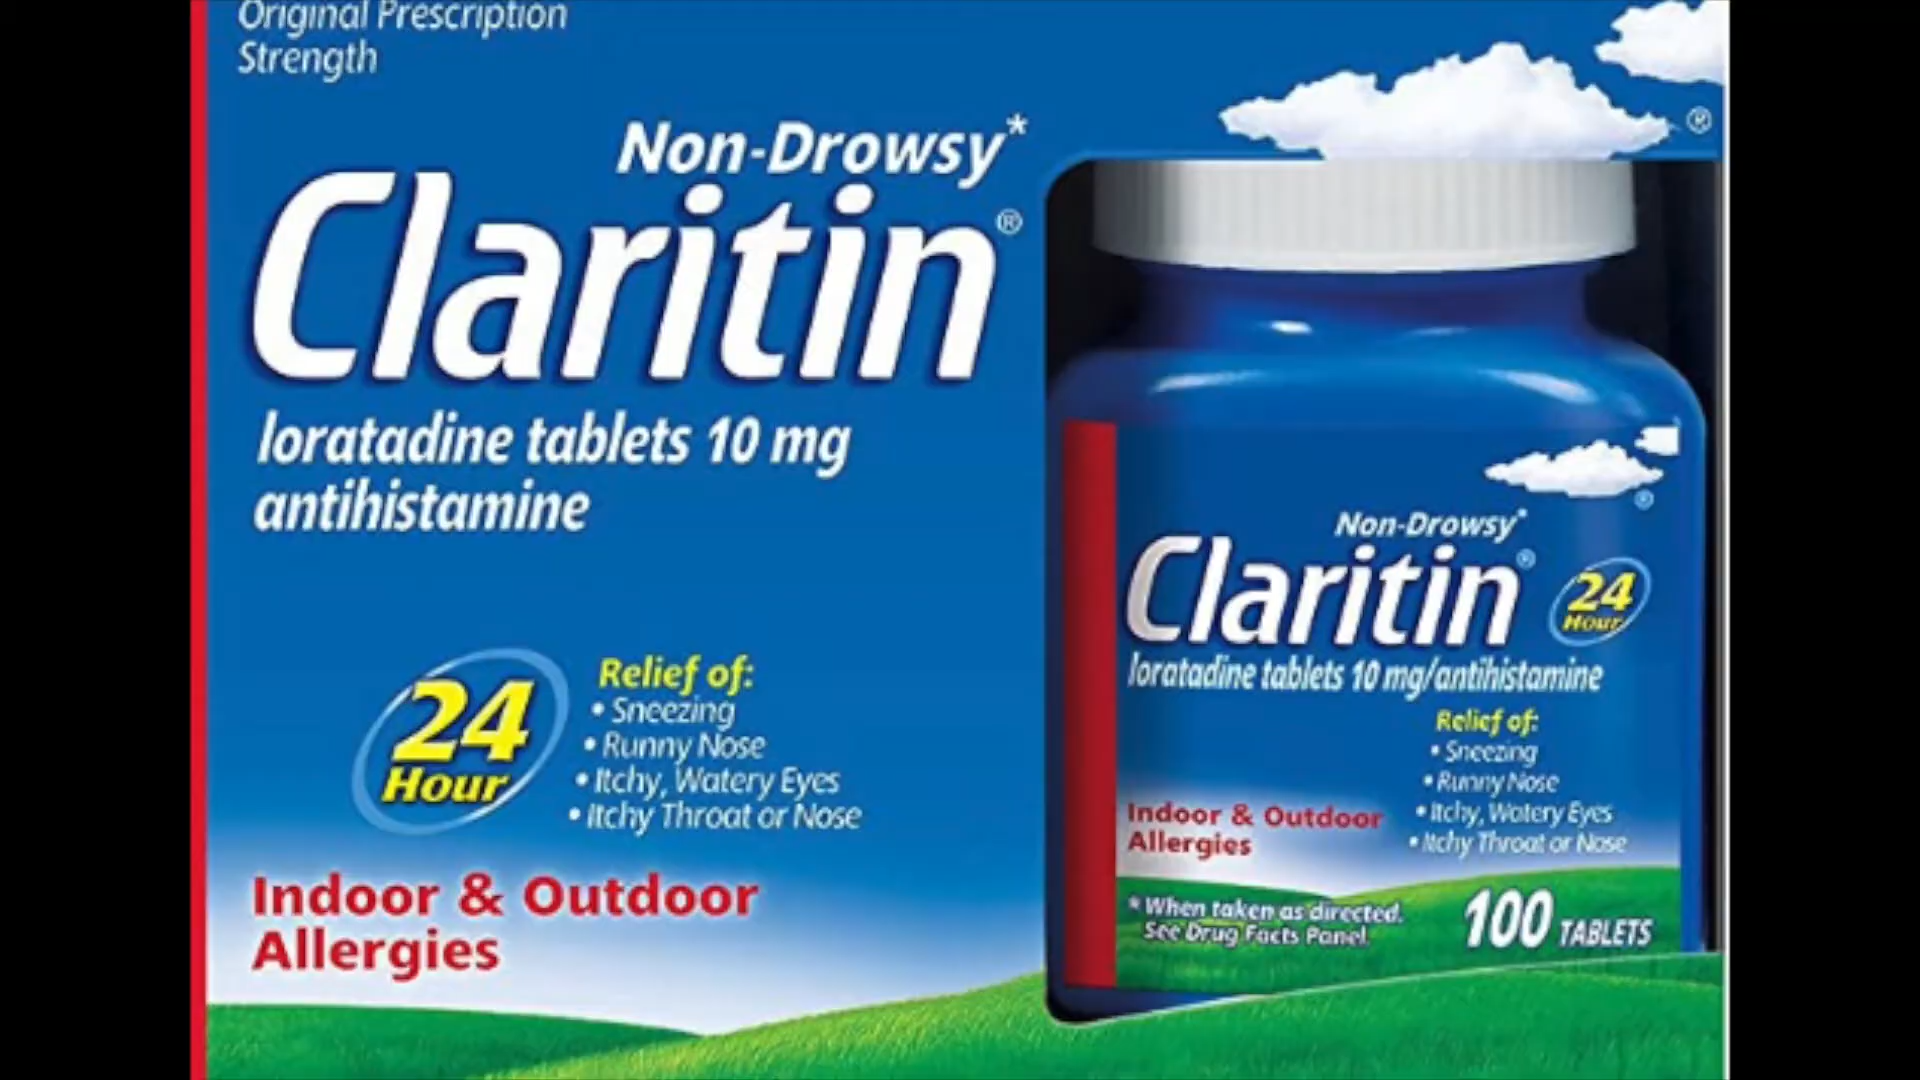 Original Prescription
Strength
Non-Drowsy*
Claritin®
loratadine tablets 10 mg
antihistamine
24
Hour
Relief of:
• Sneezing
• Runny Nose
• Itchy, Watery Eyes
• Itchy Throat or Nose
Indoor & Outdoor
Allergies
®
®
Non-Drowsy*
Claritin®
24
Hour
loratadine tablets 10 mg/antihistamine
Relief of:
• Sneezing
• Runny Nose
• Itchy, Watery Eyes
• Itchy Throat or Nose
Indoor & Outdoor
Allergies
* When taken as directed.
See Drug Facts Panel.
100 TABLETS